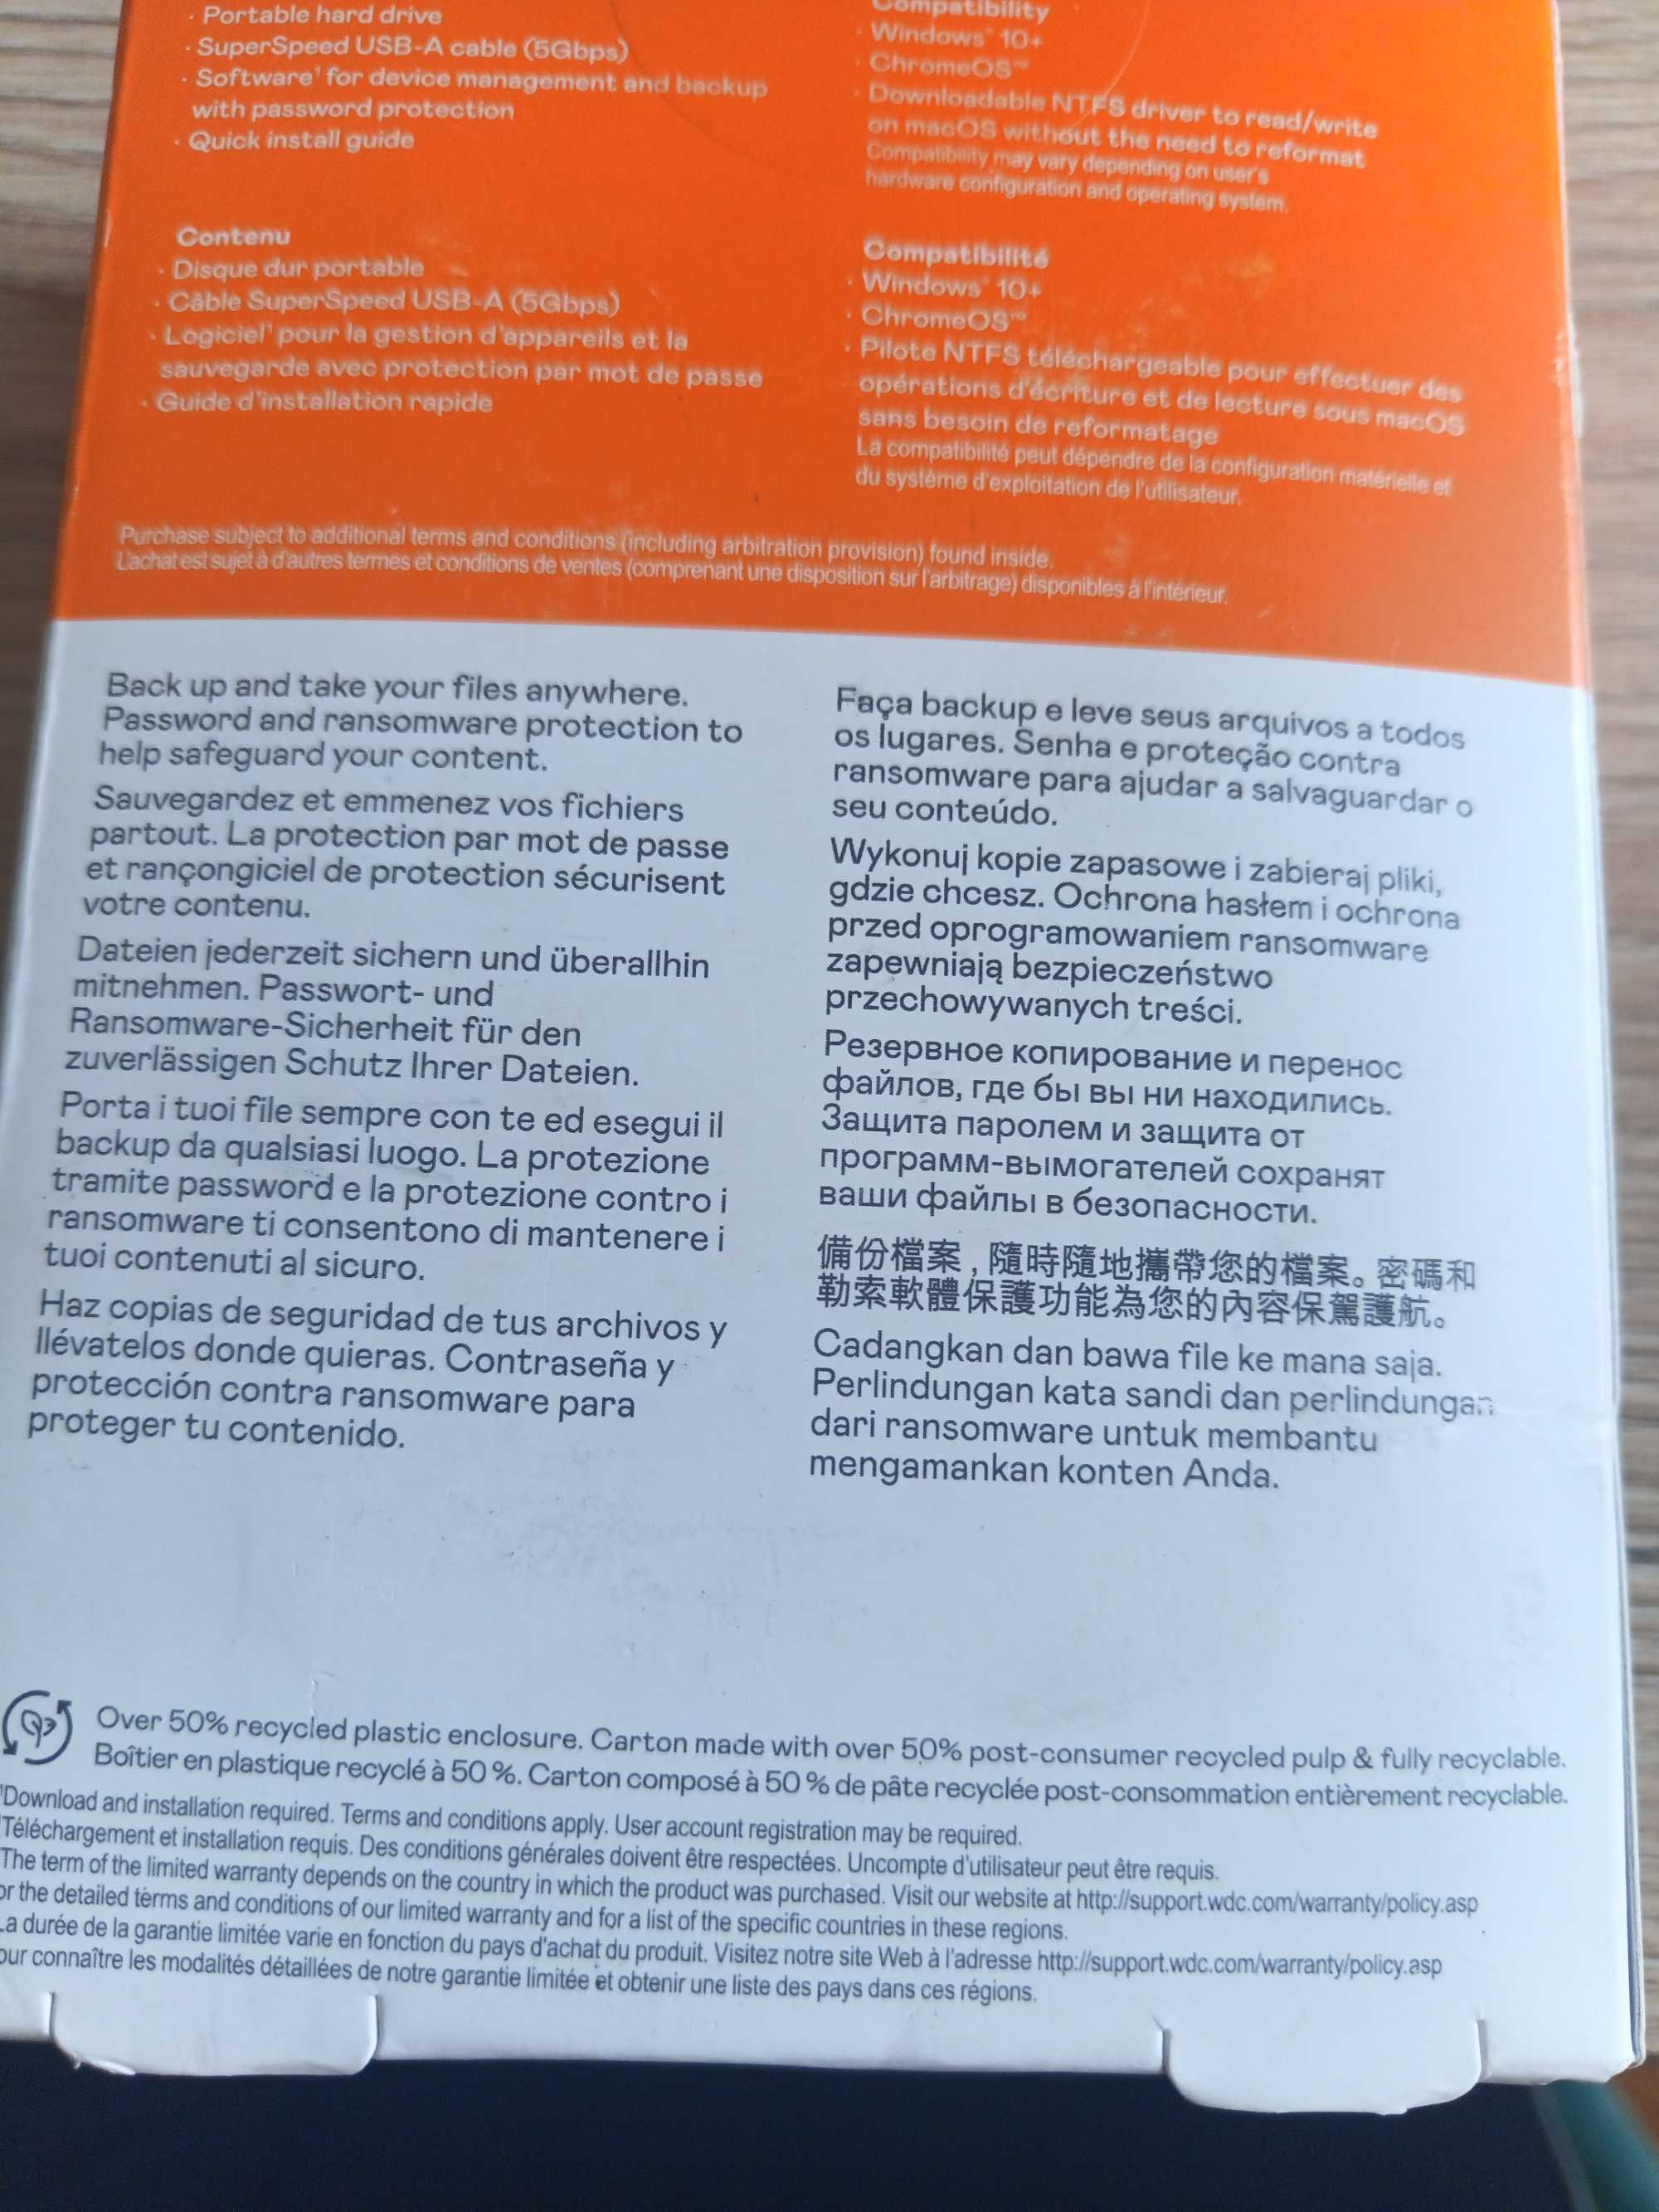 · Portable hard drive
· SuperSpeed USB-A cable (5Gbps)
· Software¹ for device management and backup
with password protection
· Quick install guide
Compatibility
· Windows® 10+
· ChromeOS™
· Downloadable NTFS driver to read/write
on macOS without the need to reformat
Compatibility may vary depending on user's
hardware configuration and operating system.
Contenu
· Disque dur portable
· Câble SuperSpeed USB-A (5Gbps)
· Logiciel¹ pour la gestion d'appareils et la
sauvegarde avec protection par mot de passe
· Guide d'installation rapide
Compatibilité
· Windows® 10+
· ChromeOS™
· Pilote NTFS téléchargeable pour effectuer des
opérations d'écriture et de lecture sous macOS
sans besoin de reformatage
La compatibilité peut dépendre de la configuration matérielle et
du système d'exploitation de l'utilisateur.
Purchase subject to additional terms and conditions (including arbitration provision) found inside.
L'achat est sujet à d'autres termes et conditions de ventes (comprenant une disposition sur l'arbitrage) disponibles à l'intérieur.
Back up and take your files anywhere.
Password and ransomware protection to
help safeguard your content.
Sauvegardez et emmenez vos fichiers
partout. La protection par mot de passe
et rançongiciel de protection sécurisent
votre contenu.
Dateien jederzeit sichern und überallhin
mitnehmen. Passwort- und
Ransomware-Sicherheit für den
zuverlässigen Schutz Ihrer Dateien.
Porta i tuoi file sempre con te ed esegui il
backup da qualsiasi luogo. La protezione
tramite password e la protezione contro i
ransomware ti consentono di mantenere i
tuoi contenuti al sicuro.
Haz copias de seguridad de tus archivos y
llévatelos donde quieras. Contraseña y
protección contra ransomware para
proteger tu contenido.
Faça backup e leve seus arquivos a todos
os lugares. Senha e proteção contra
ransomware para ajudar a salvaguardar o
seu conteúdo.
Wykonuj kopie zapasowe i zabieraj pliki,
gdzie chcesz. Ochrona hasłem i ochrona
przed oprogramowaniem ransomware
zapewniają bezpieczeństwo
przechowywanych treści.
Резервное копирование и перенос
файлов, где бы вы ни находились.
Защита паролем и защита от
программ-вымогателей сохранят
ваши файлы в безопасности.
備份檔案，隨時隨地攜帶您的檔案。密碼和
勒索軟體保護功能為您的內容保駕護航。
Cadangkan dan bawa file ke mana saja.
Perlindungan kata sandi dan perlindungan
dari ransomware untuk membantu
mengamankan konten Anda.
Over 50% recycled plastic enclosure. Carton made with over 50% post-consumer recycled pulp & fully recyclable.
Boîtier en plastique recyclé à 50 %. Carton composé à 50 % de pâte recyclée post-consommation entièrement recyclable.
¹Download and installation required. Terms and conditions apply. User account registration may be required.
Téléchargement et installation requis. Des conditions générales doivent être respectées. Uncompte d'utilisateur peut être requis.
The term of the limited warranty depends on the country in which the product was purchased. Visit our website at http://support.wdc.com/warranty/policy.asp
or the detailed terms and conditions of our limited warranty and for a list of the specific countries in these regions.
La durée de la garantie limitée varie en fonction du pays d'achat du produit. Visitez notre site Web à l'adresse http://support.wdc.com/warranty/policy.asp
our connaître les modalités détaillées de notre garantie limitée et obtenir une liste des pays dans ces régions.